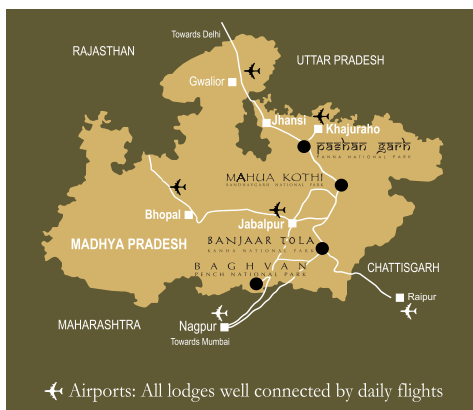 Towards Delhi
RAJASTHAN
UTTAR PRADESH
Gwalior
Jhansi
Khajuraho
pashan garh
PANNA NATIONAL PARK
MAHUA KOTHI
BANDHAVGARH NATIONAL PARK
Bhopal
Jabalpur
MADHYA PRADESH
BANJAAR TOLA
KANHA NATIONAL PARK
BAGHVAN
PENCH NATIONAL PARK
CHATTISGARH
Raipur
MAHARASHTRA
Nagpur
Towards Mumbai
Airports: All lodges well connected by daily flights